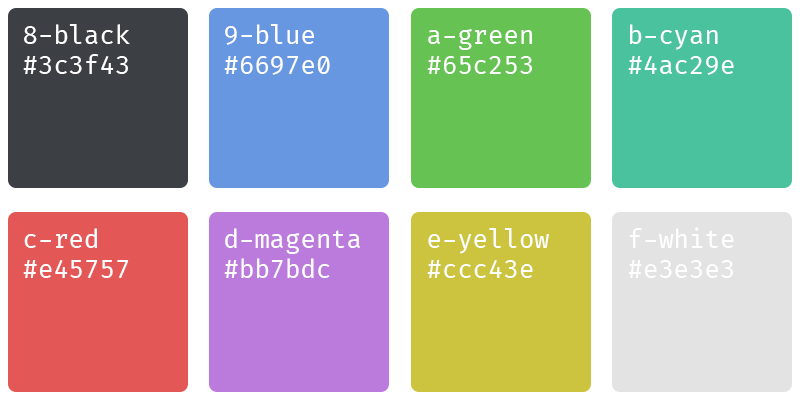 8-black
#3c3f43
9-blue
#6697e0
a-green
#65c253
b-cyan
#4ac29e
c-red
#e45757
d-magenta
#bb7bdc
e-yellow
#ccc43e
f-white
#e3e3e3